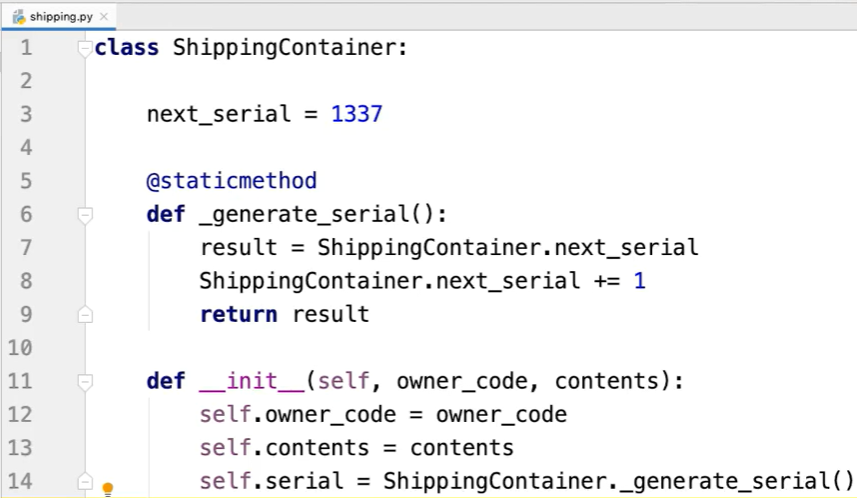 shipping.py
1 class ShippingContainer:
2
3     next_serial = 1337
4
5     @staticmethod
6     def _generate_serial():
7         result = ShippingContainer.next_serial
8         ShippingContainer.next_serial += 1
9         return result
10
11     def __init__(self, owner_code, contents):
12         self.owner_code = owner_code
13         self.contents = contents
14         self.serial = ShippingContainer._generate_serial()